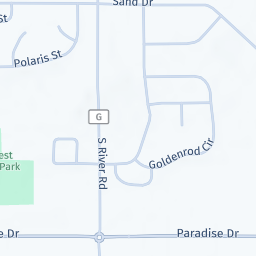 Sand Dr
St
Polaris St
G
S River Rd
Goldenrod Cir
est
Park
e Dr
Paradise Dr